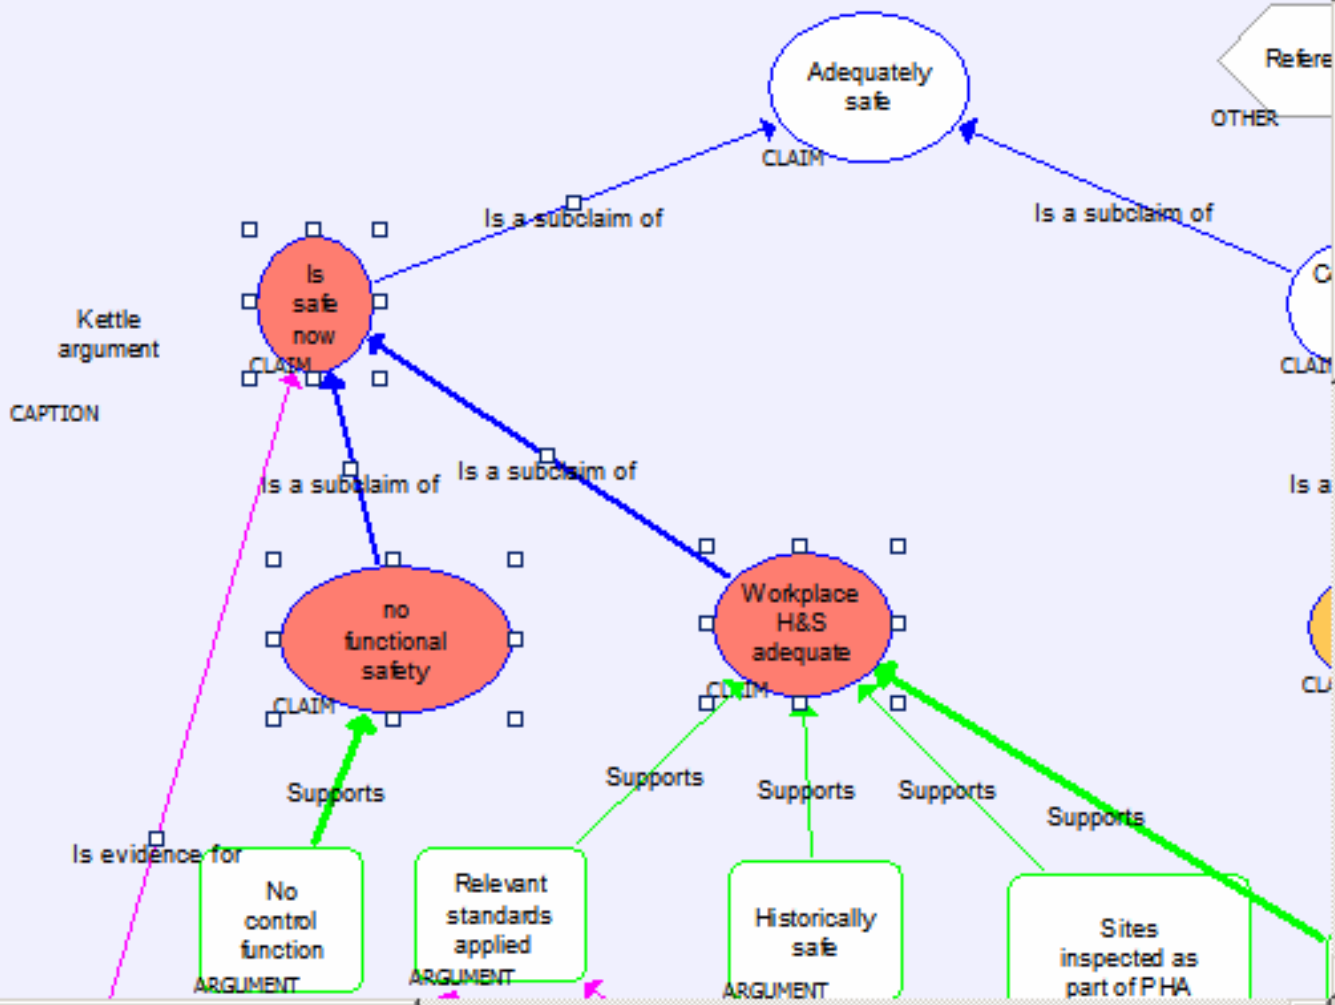 Adequately
safe
CLAIM
OTHER
Is a subclaim of
Is a subclaim of
Is
safe
now
CLAIM
Kettle
argument
CAPTION
Is a subclaim of
Is a subclaim of
Is a
no
functional
safety
CLAIM
Workplace
H&S
adequate
CLAIM
Supports
Supports
Supports
Supports
Supports
Is evidence for
No
control
function
ARGUMENT
Relevant
standards
applied
ARGUMENT
Historically
safe
ARGUMENT
Sites
inspected as
part of PHA